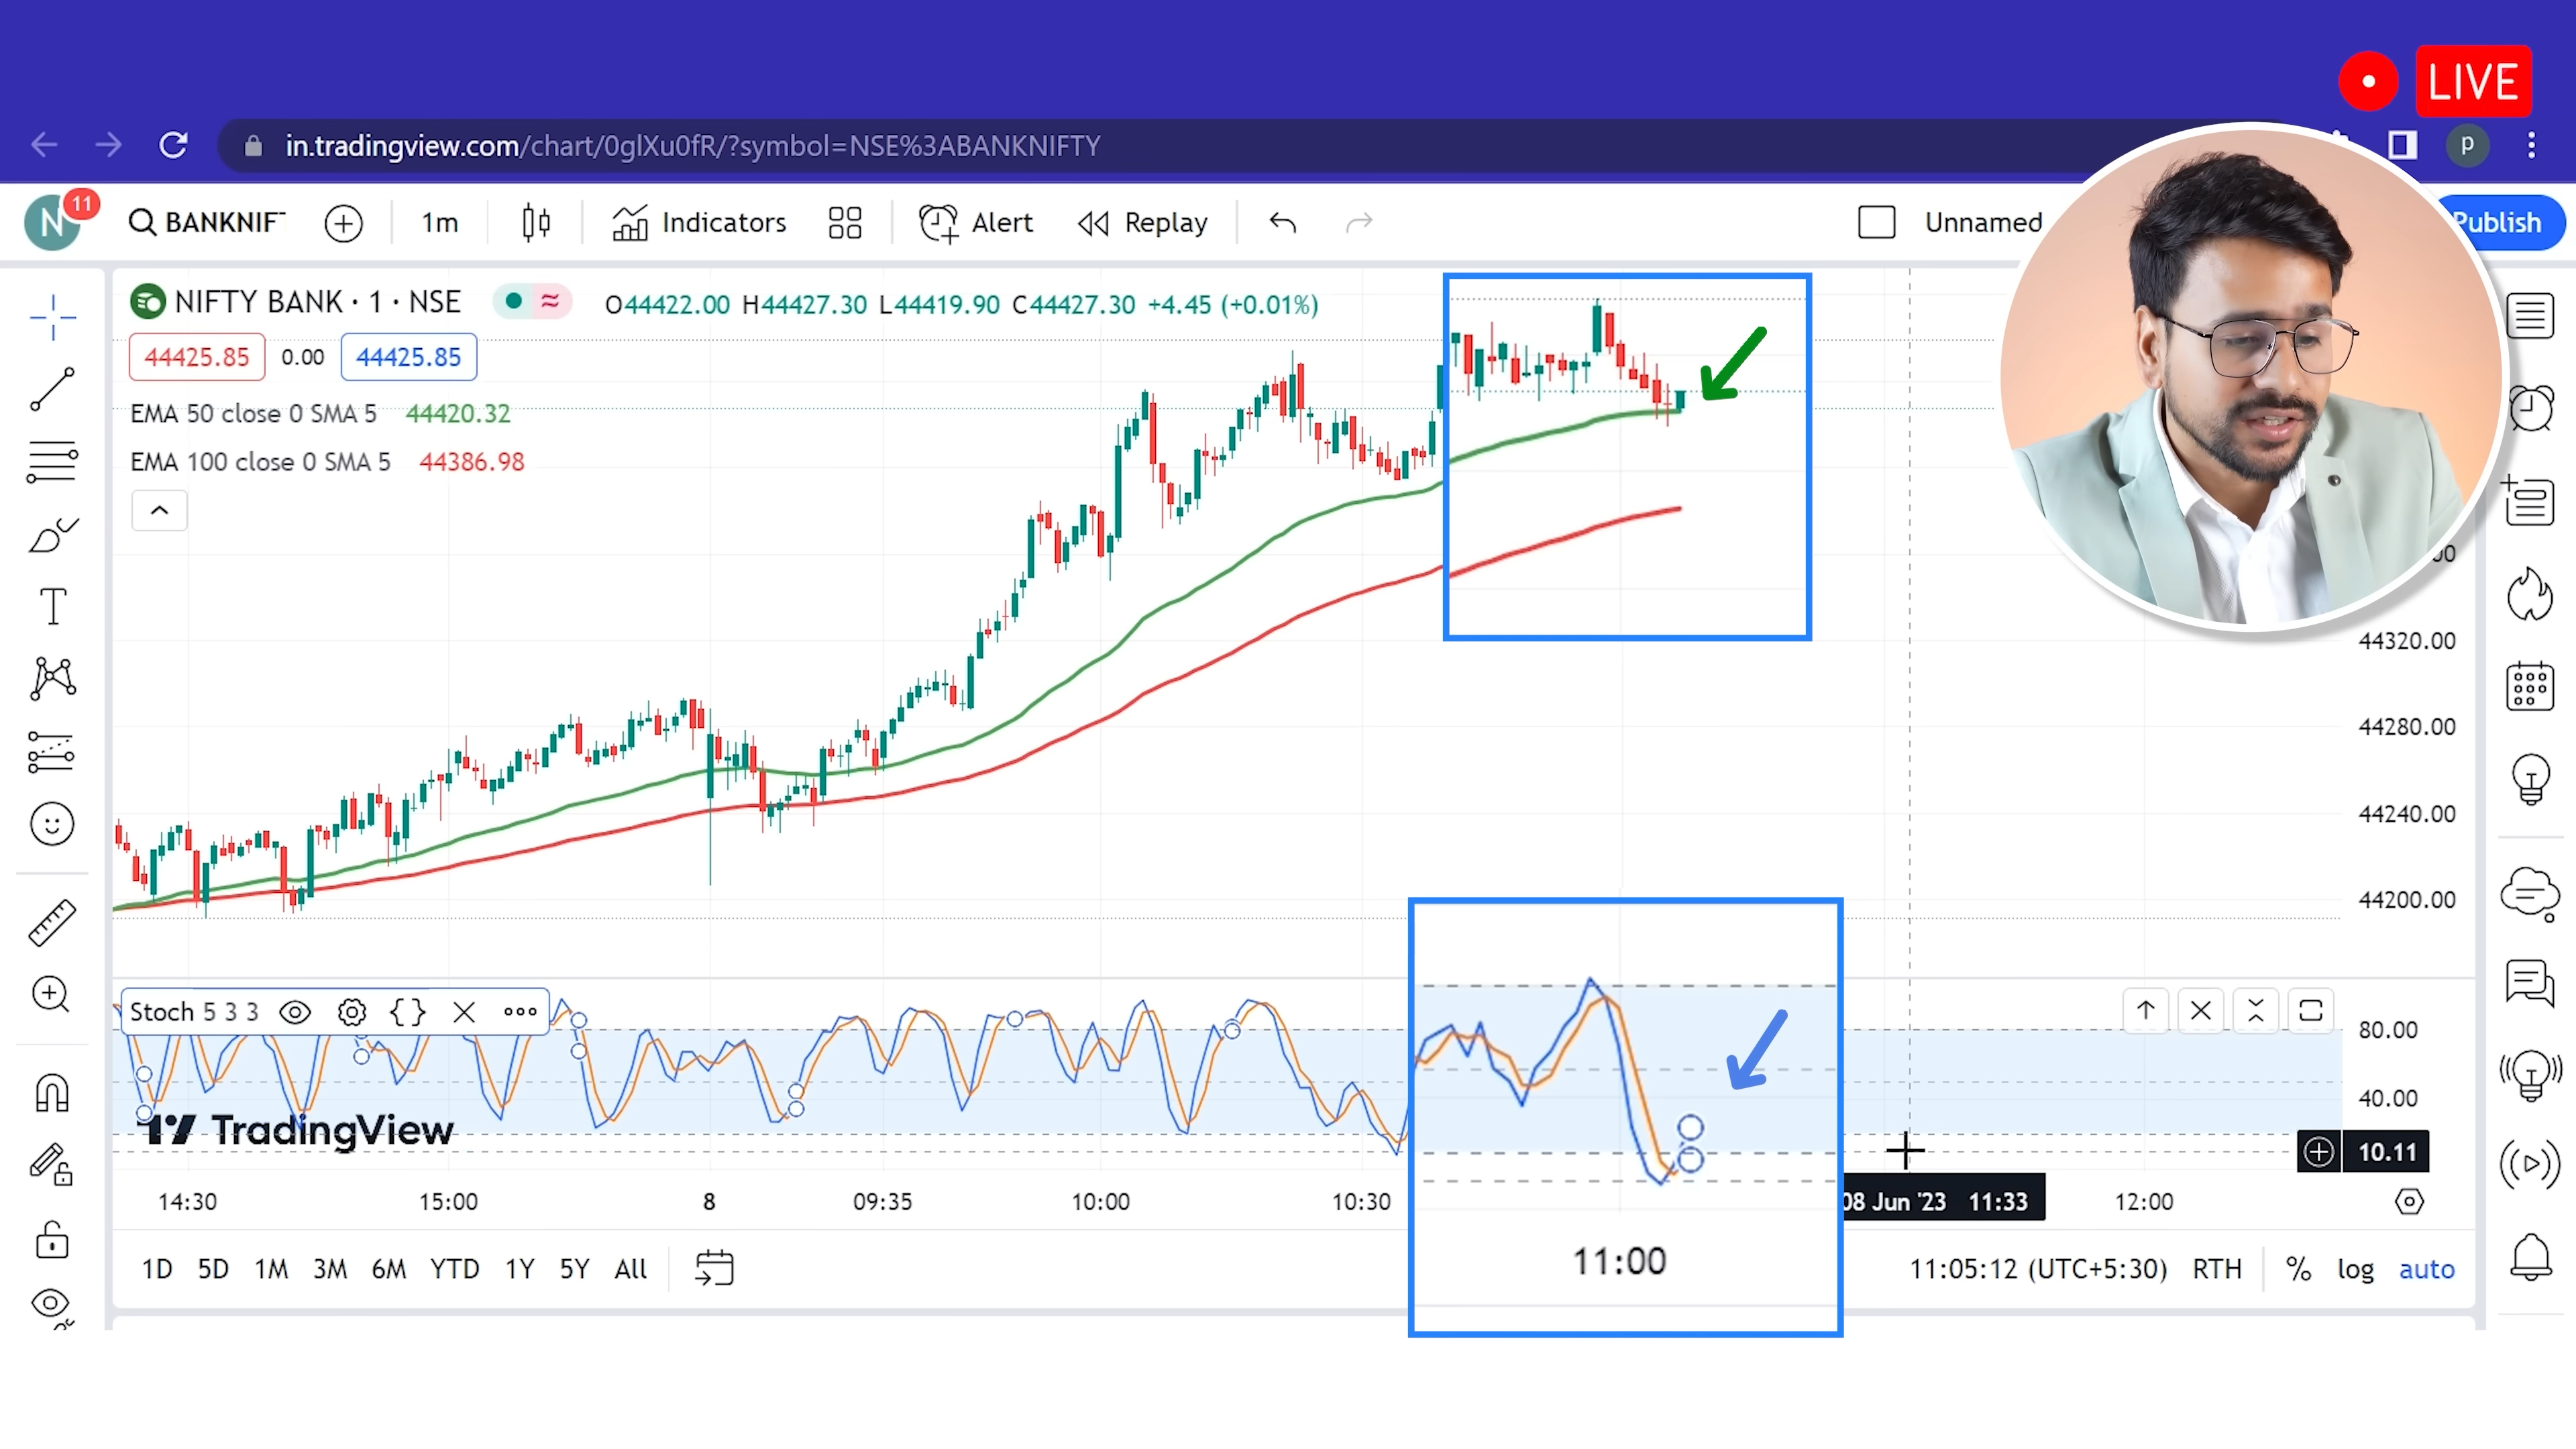 LIVE
in.tradingview.com/chart/0glXu0fR/?symbol=NSE%3ABANKNIFTY
p
N
11
BANKNIF
1m
Indicators
Alert
Replay
Unnamed
Publish
NIFTY BANK · 1 · NSE
O44422.00 H44427.30 L44419.90 C44427.30 +4.45 (+0.01%)
44425.85 0.00 44425.85
EMA 50 close 0 SMA 5 44420.32
EMA 100 close 0 SMA 5 44386.98
44320.00
44280.00
44240.00
44200.00
Stoch 5 3 3
80.00
40.00
10.11
TradingView
14:30 15:00 8 09:35 10:00 10:30 08 Jun '23 11:33 12:00
11:00
1D 5D 1M 3M 6M YTD 1Y 5Y All
11:05:12 (UTC+5:30) RTH % log auto